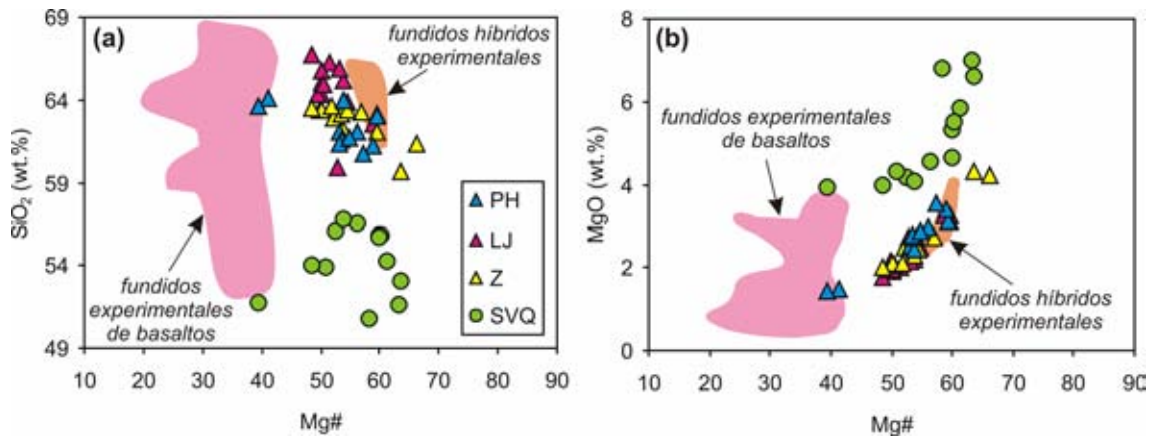 (a)
69
64
59
54
49
SiO₂ (wt.%)
10 20 30 40 50 60 70 80 90
Mg#
fundidos híbridos
experimentales
fundidos
experimentales
de basaltos
PH
LJ
Z
SVQ
(b)
8
6
4
2
0
MgO (wt.%)
10 20 30 40 50 60 70 80 90
Mg#
fundidos experimentales
de basaltos
fundidos híbridos
experimentales